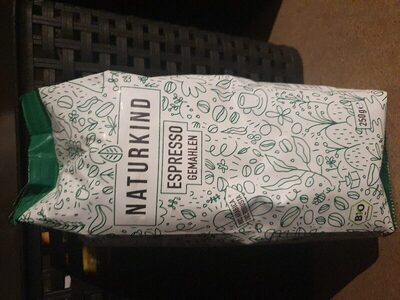 NATURKIND
ESPRESSO
GEMAHLEN
250g
Bio